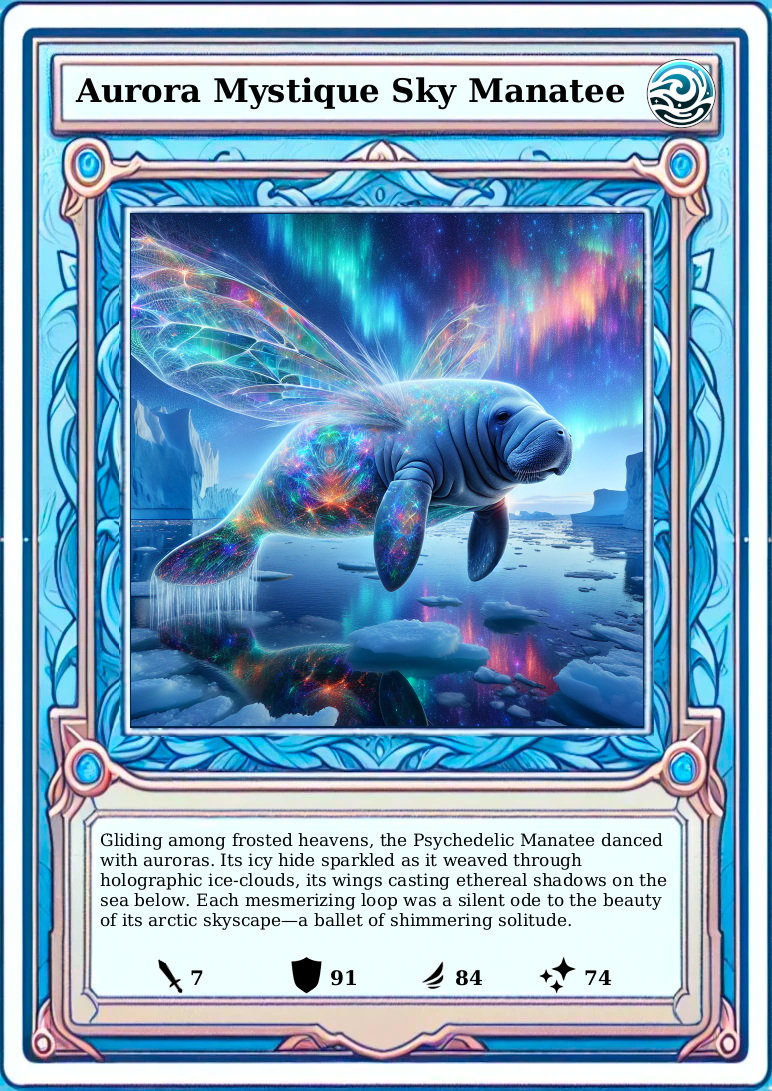 Aurora Mystique Sky Manatee
Gliding among frosted heavens, the Psychedelic Manatee danced
with auroras. Its icy hide sparkled as it weaved through
holographic ice-clouds, its wings casting ethereal shadows on the
sea below. Each mesmerizing loop was a silent ode to the beauty
of its arctic skyscape—a ballet of shimmering solitude.
7 91 84 74